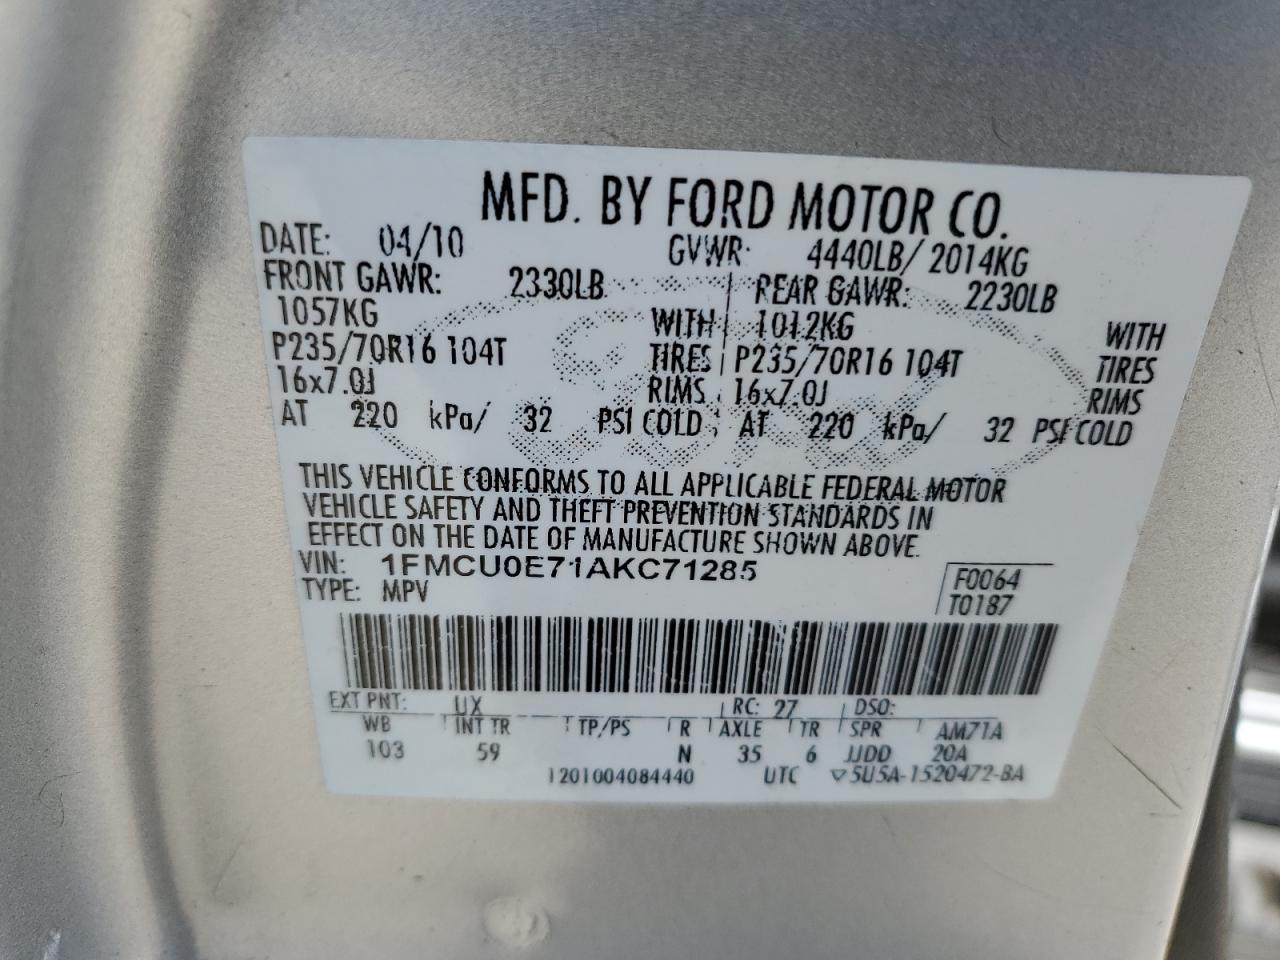 MFD. BY FORD MOTOR CO.
DATE: 04/10 GVWR: 4440LB/ 2014KG
FRONT GAWR: 2330LB REAR GAWR: 2230LB
1057KG WITH 1012KG WITH
P235/70R16 104T TIRES P235/70R16 104T TIRES
16x7.0J RIMS 16x7.0J RIMS
AT 220 kPa/ 32 PSI COLD AT 220 kPa/ 32 PSI COLD
THIS VEHICLE CONFORMS TO ALL APPLICABLE FEDERAL MOTOR
VEHICLE SAFETY AND THEFT PREVENTION STANDARDS IN
EFFECT ON THE DATE OF MANUFACTURE SHOWN ABOVE.
VIN: 1FMCU0E71AKC71285 F0064
TYPE: MPV T0187
EXT PNT: UX RC: 27 DSO:
WB INT TR TP/PS R AXLE TR SPR AM71A
103 59 N 35 6 JJDD 20A
1201004084440 UTC ▽5U5A-1520472-BA